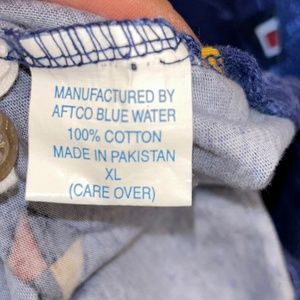 MANUFACTURED BY
AFTCO BLUE WATER
100% COTTON
MADE IN PAKISTAN
XL
(CARE OVER)